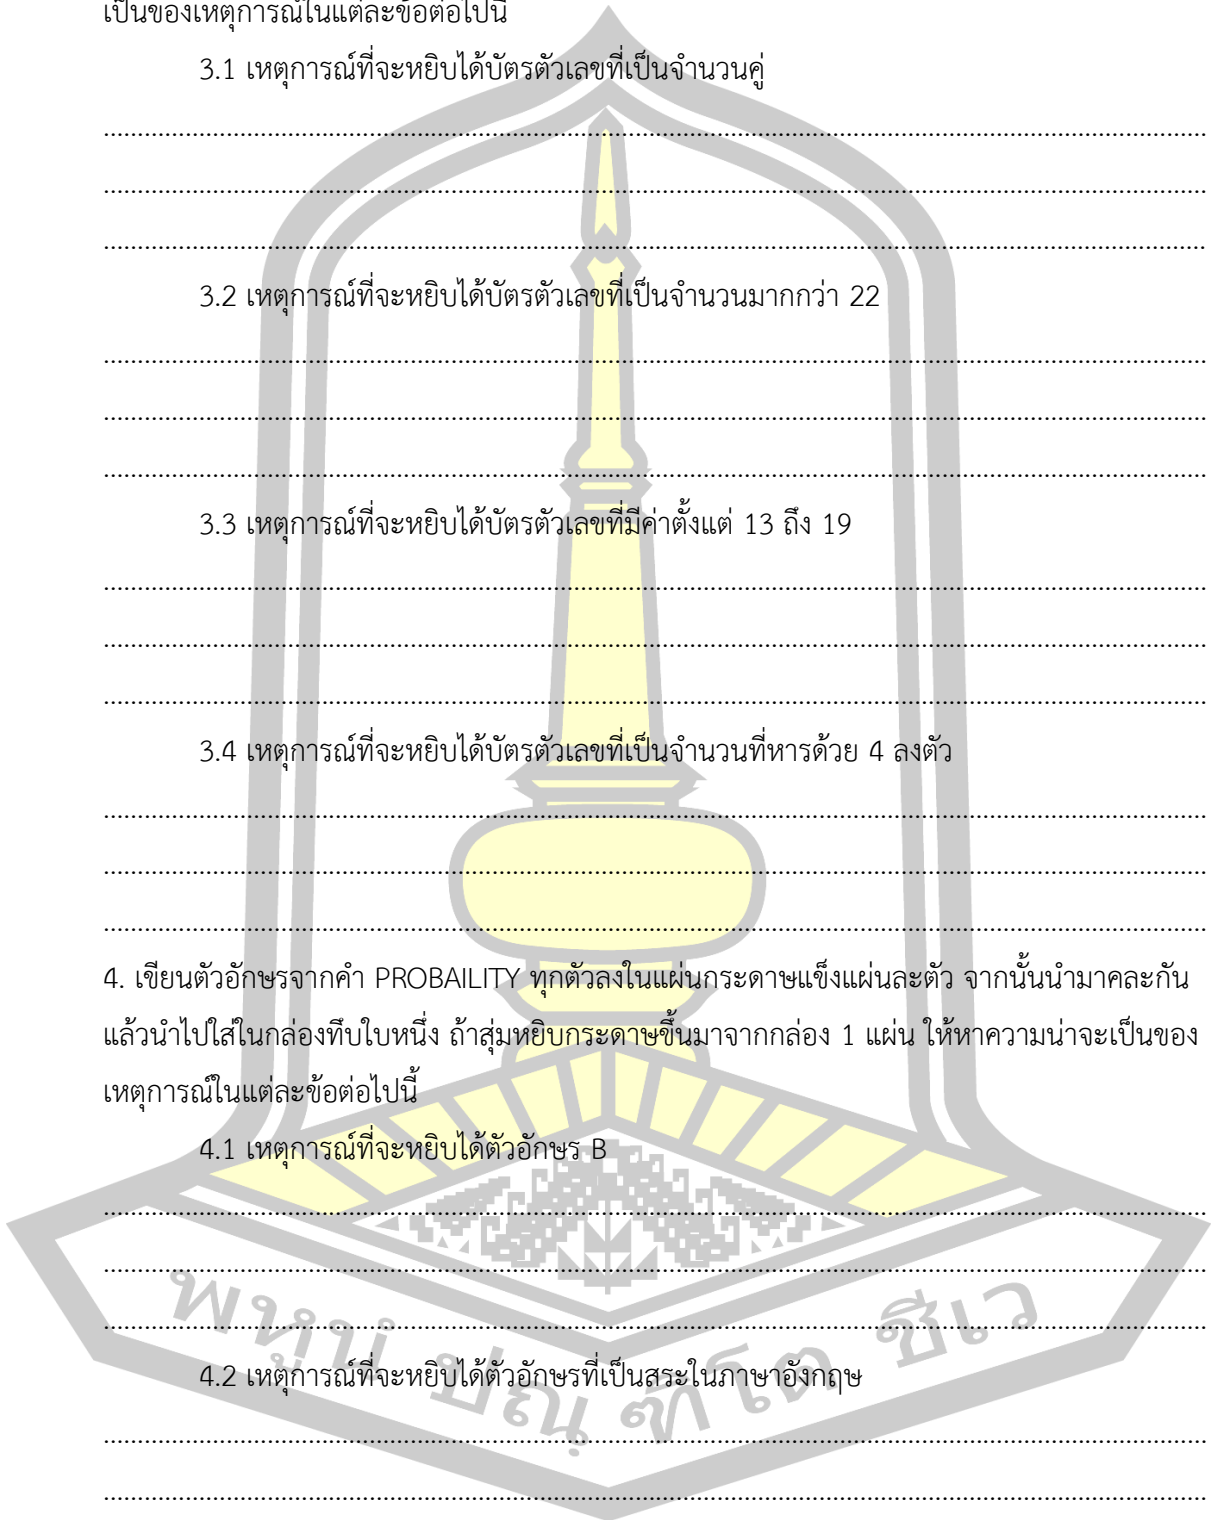 เป็นของเหตุการณ์ในแต่ละข้อต่อไปนี้
3.1 เหตุการณ์ที่จะหยิบได้บัตรตัวเลขที่เป็นจำนวนคู่
3.2 เหตุการณ์ที่จะหยิบได้บัตรตัวเลขที่เป็นจำนวนมากกว่า 22
3.3 เหตุการณ์ที่จะหยิบได้บัตรตัวเลขที่มีค่าตั้งแต่ 13 ถึง 19
3.4 เหตุการณ์ที่จะหยิบได้บัตรตัวเลขที่เป็นจำนวนที่หารด้วย 4 ลงตัว
4. เขียนตัวอักษรจากคำ PROBAILITY ทุกตัวลงในแผ่นกระดาษแข็งแผ่นละตัว จากนั้นนำมาคละกัน
แล้วนำไปใส่ในกล่องทึบใบหนึ่ง ถ้าสุ่มหยิบกระดาษขึ้นมาจากกล่อง 1 แผ่น ให้หาความน่าจะเป็นของ
เหตุการณ์ในแต่ละข้อต่อไปนี้
4.1 เหตุการณ์ที่จะหยิบได้ตัวอักษร B
4.2 เหตุการณ์ที่จะหยิบได้ตัวอักษรที่เป็นสระในภาษาอังกฤษ
พหูนํ ปณฺฑิโต ชีเว